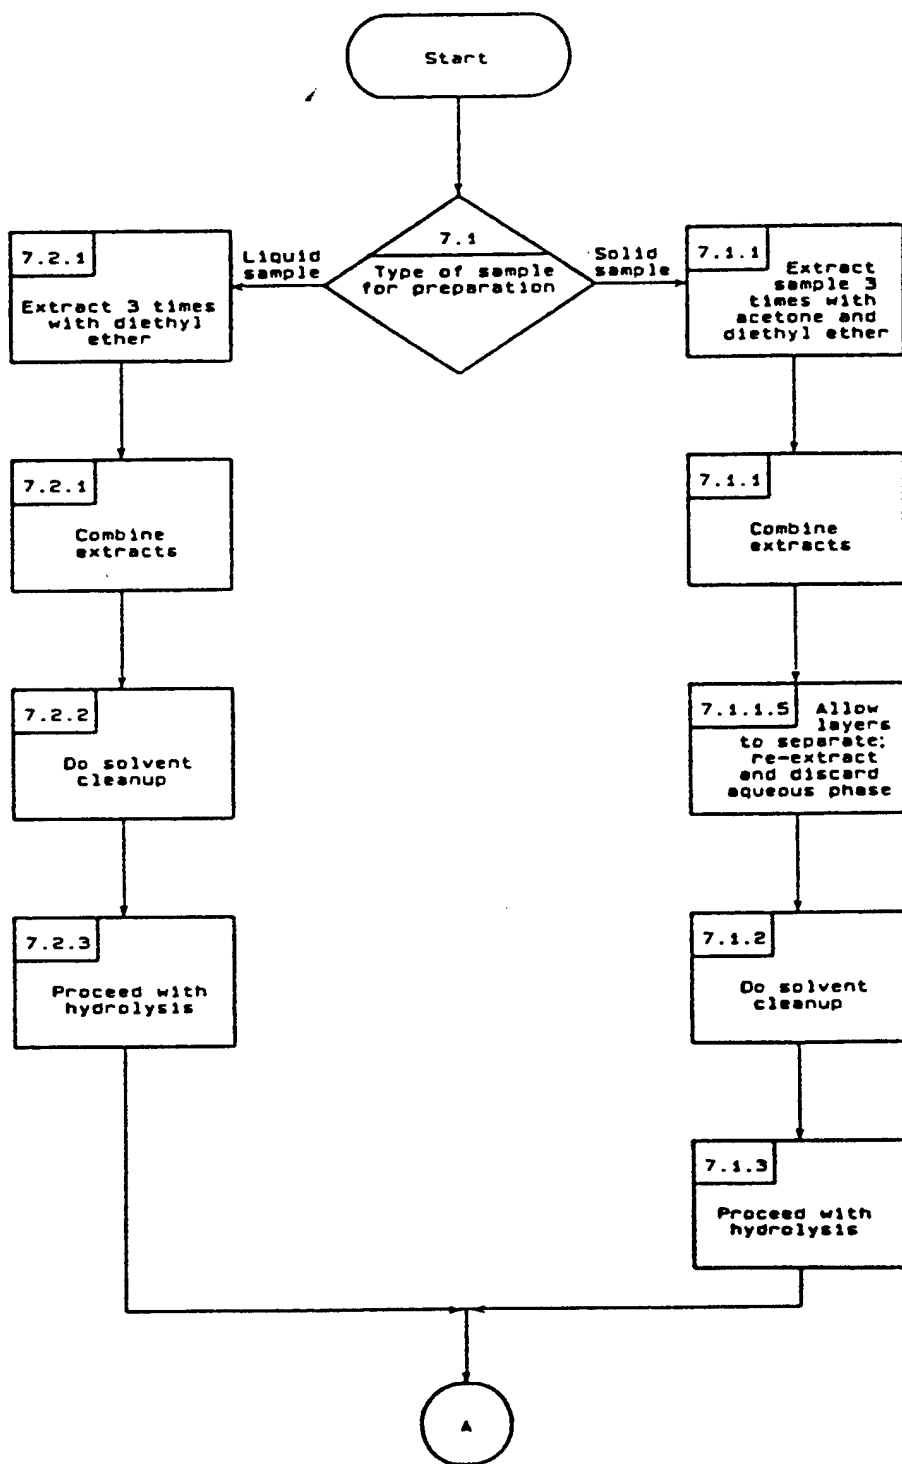 Start
7.1
Type of sample
for preparation
Liquid
sample
Solid
sample
7.2.1
Extract 3 times
with diethyl
ether
7.2.1
Combine
extracts
7.2.2
Do solvent
cleanup
7.2.3
Proceed with
hydrolysis
7.1.1
Extract
sample 3
times with
acetone and
diethyl ether
7.1.1
Combine
extracts
7.1.1.5 Allow
layers
to separate;
re-extract
and discard
aqueous phase
7.1.2
Do solvent
cleanup
7.1.3
Proceed with
hydrolysis
A